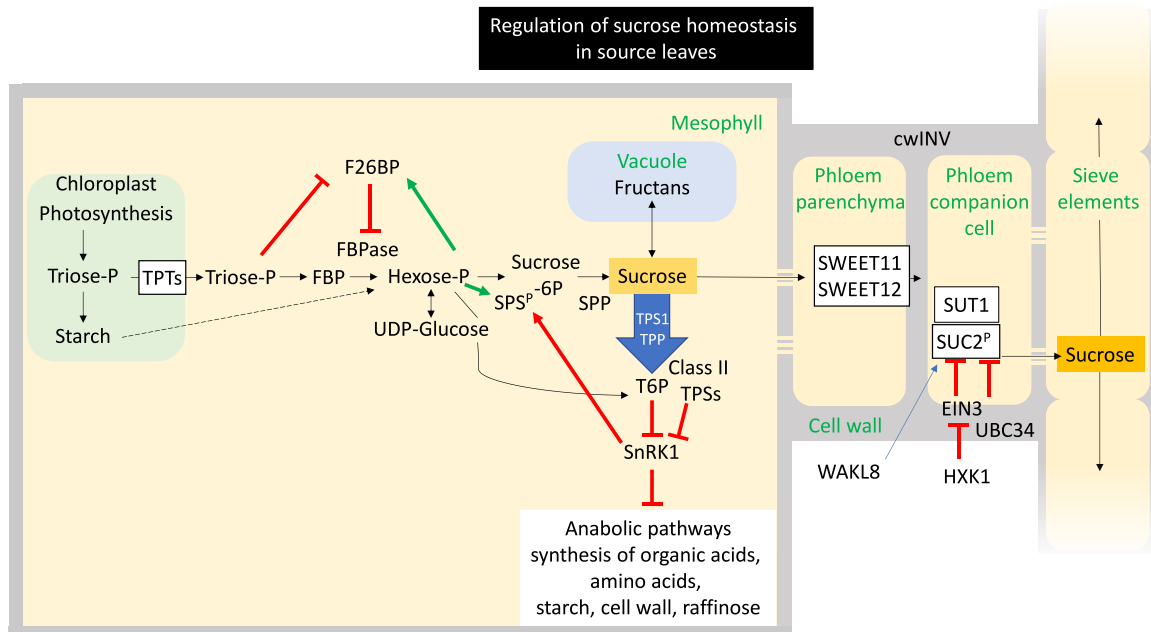 Regulation of sucrose homeostasis
in source leaves
Mesophyll
cwINV
Chloroplast
Photosynthesis
Triose-P
Starch
TPTs
Triose-P
F26BP
FBPase
FBP
Hexose-P
UDP-Glucose
Sucrose
-6P
SPSᴾ
SPP
Vacuole
Fructans
Sucrose
TPS1
TPP
T6P
Class II
TPSs
SnRK1
Anabolic pathways
synthesis of organic acids,
amino acids,
starch, cell wall, raffinose
Phloem
parenchyma
SWEET11
SWEET12
Cell wall
Phloem
companion
cell
SUT1
SUC2ᴾ
EIN3
UBC34
WAKL8
HXK1
Sieve
elements
Sucrose